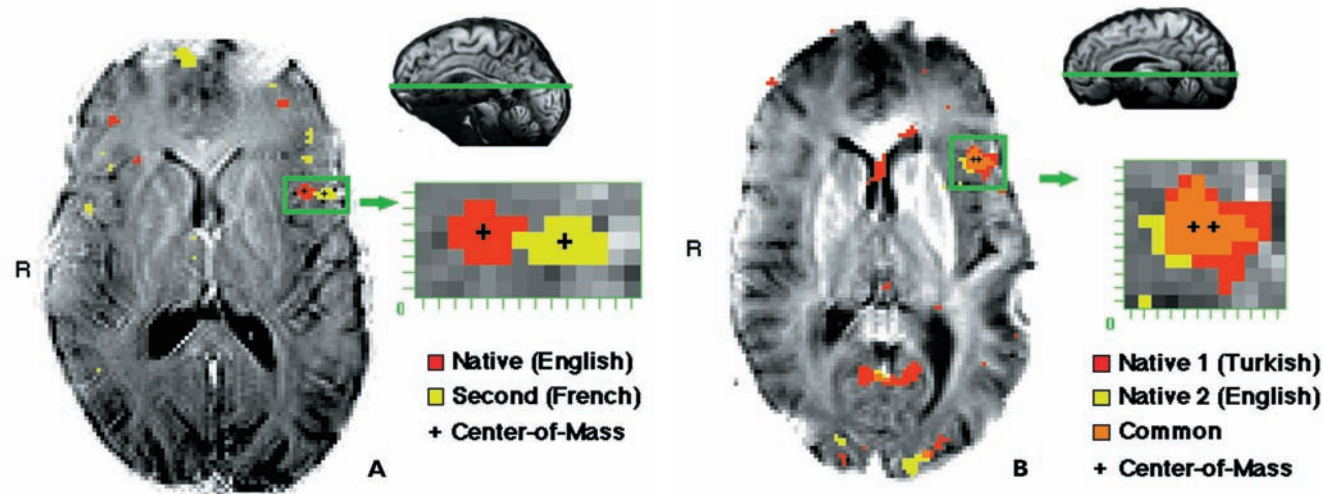 R
0
Native (English)
Second (French)
+ Center-of-Mass
A
R
0
Native 1 (Turkish)
Native 2 (English)
Common
+ Center-of-Mass
B